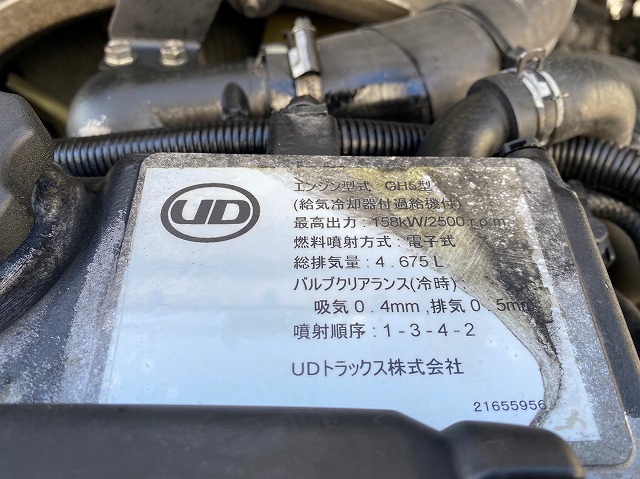 UD
エンジン型式：GH5型
(給気冷却器付過給機付)
最高出力：158kW/2500r.p.m
燃料噴射方式：電子式
総排気量：4.675L
バルブクリアランス(冷時)：
吸気0.4mm,排気0.5mm
噴射順序：1-3-4-2
UDトラックス株式会社
21655956